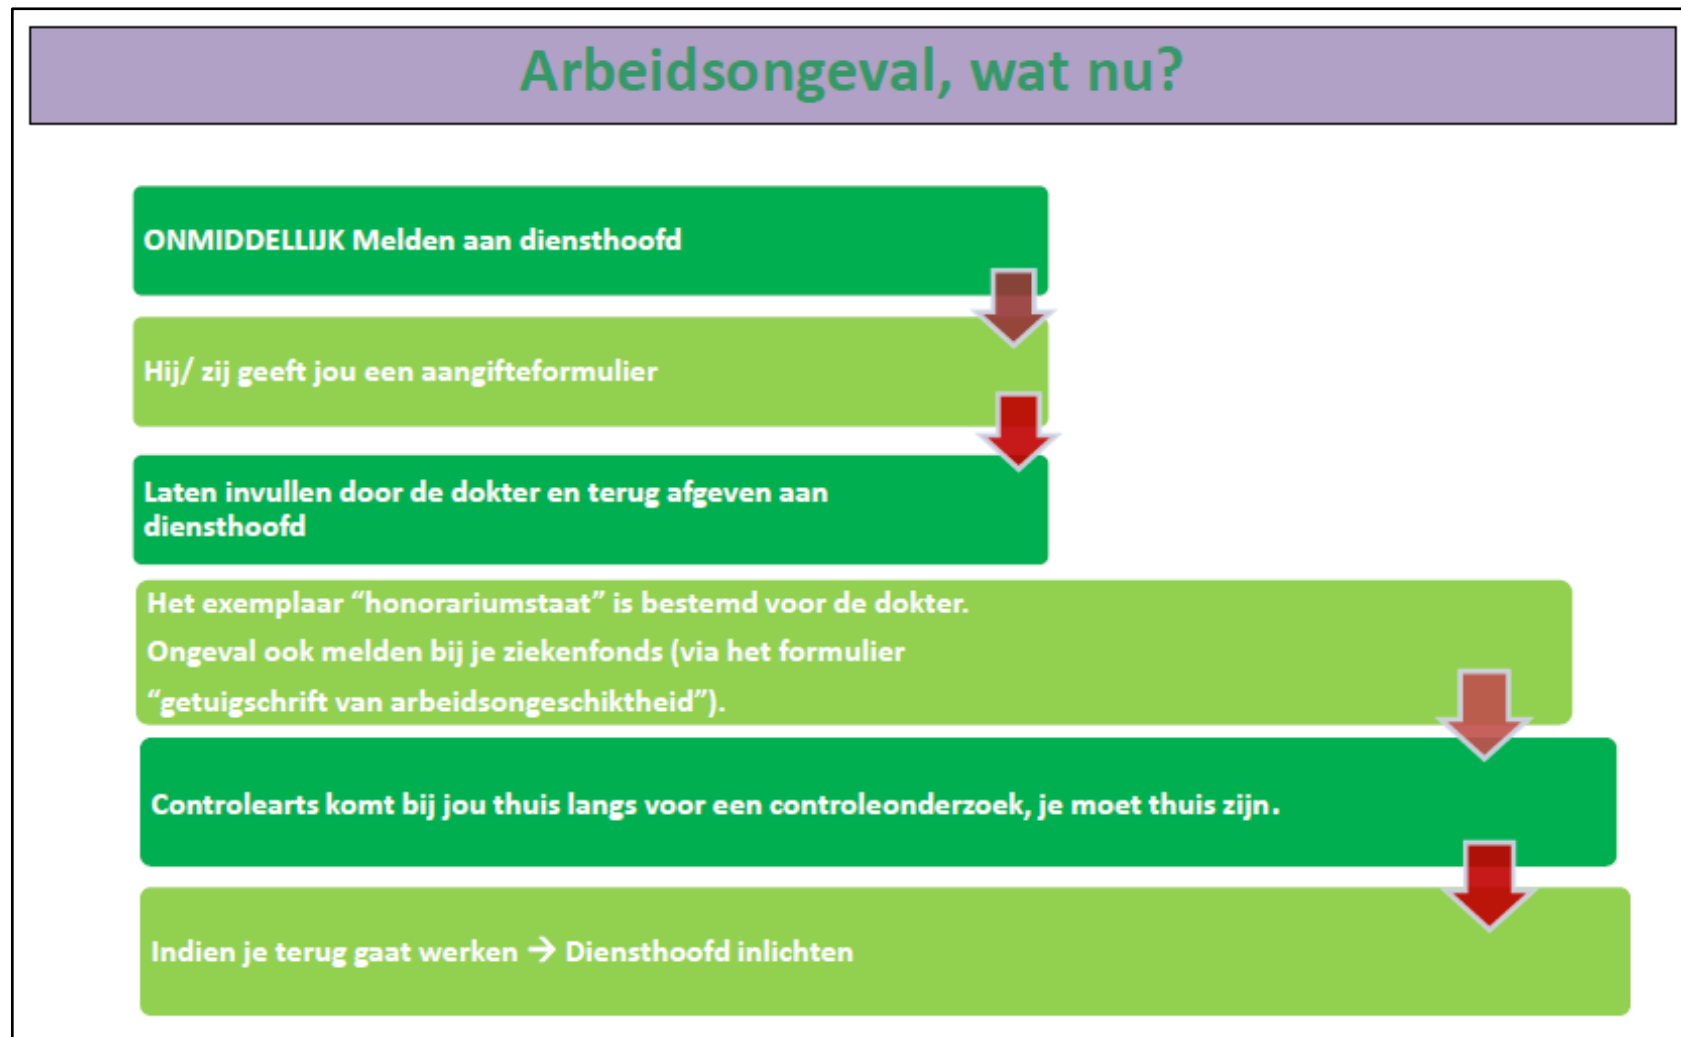 Arbeidsongeval, wat nu?
ONMIDDELLIJK Melden aan diensthoofd
Hij/ zij geeft jou een aangifteformulier
Laten invullen door de dokter en terug afgeven aan
diensthoofd
Het exemplaar “honorariumstaat” is bestemd voor de dokter.
Ongeval ook melden bij je ziekenfonds (via het formulier
“getuigschrift van arbeidsongeschiktheid”).
Controlearts komt bij jou thuis langs voor een controleonderzoek, je moet thuis zijn.
Indien je terug gaat werken → Diensthoofd inlichten